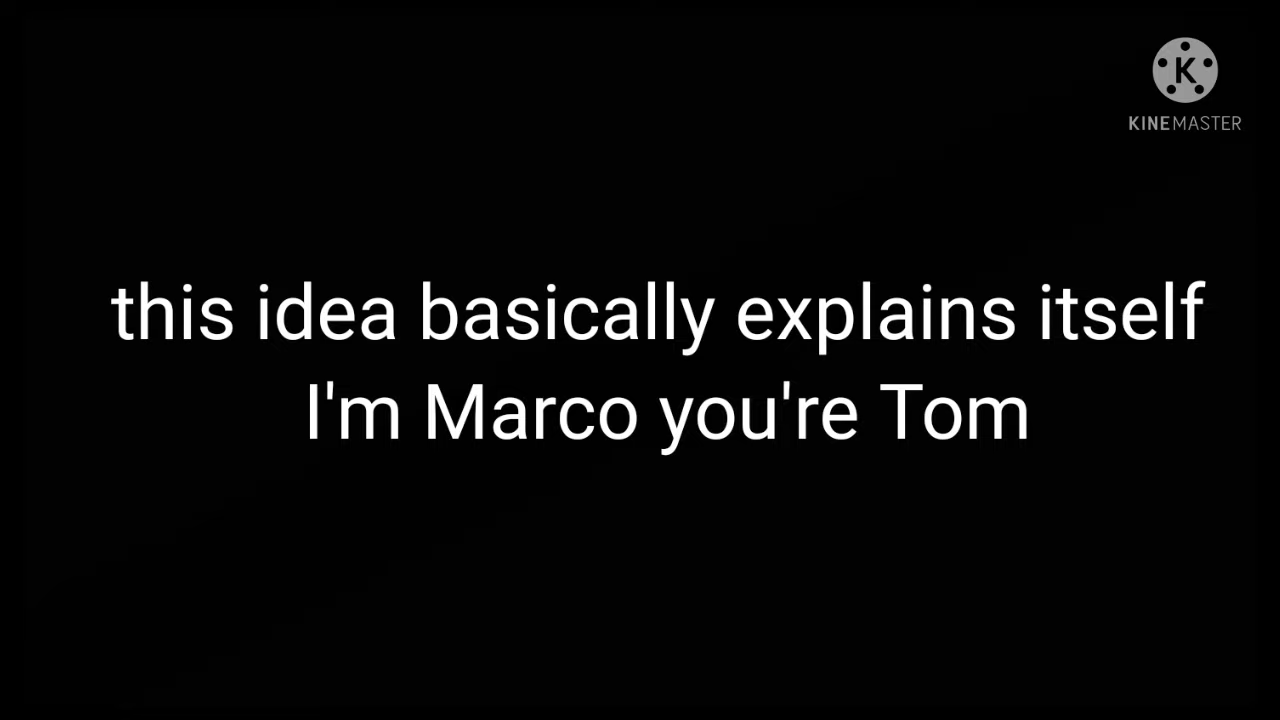 K
KINEMASTER
this idea basically explains itself
I'm Marco you're Tom